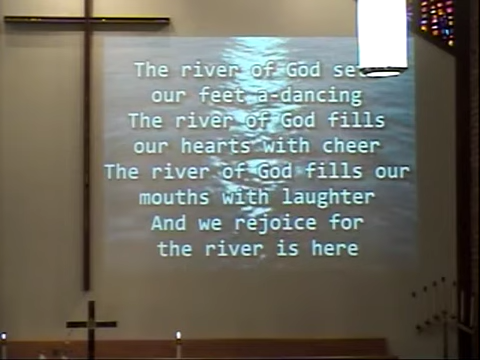 The river of God se
our feet a-dancing
The river of God fills
our hearts with cheer
The river of God fills our
mouths with laughter
And we rejoice for
the river is here